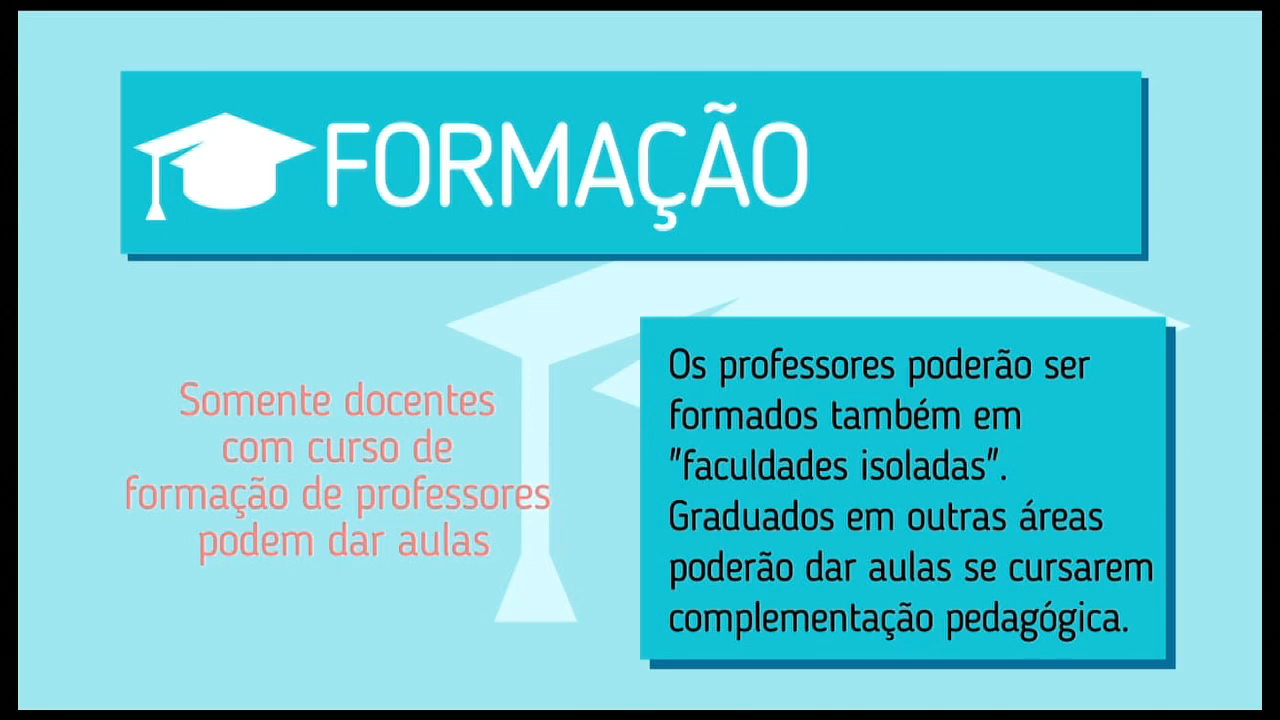 FORMAÇÃO
Somente docentes
com curso de
formação de professores
podem dar aulas
Os professores poderão ser
formados também em
"faculdades isoladas".
Graduados em outras áreas
poderão dar aulas se cursarem
complementação pedagógica.